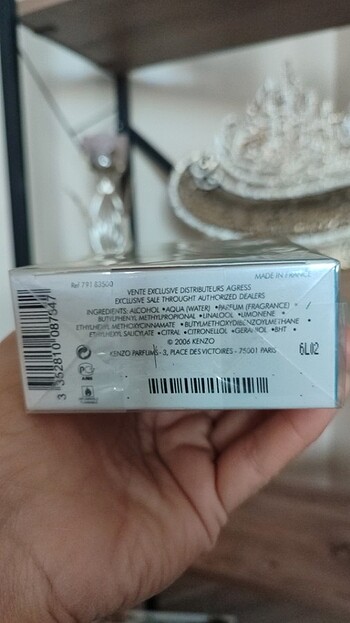 MADE IN FRANCE
Ref 791 83500
VENTE EXCLUSIVE DISTRIBUTEURS AGREES
EXCLUSIVE SALE THROUGHT AUTHORIZED DEALERS
INGREDIENTS: ALCOHOL •AQUA (WATER) •PARFUM (FRAGRANCE) •
BUTYLPHENYL METHYLPROPIONAL •LINALOOL •LIMONENE •
ETHYLHEXYL METHOXYCINNAMATE •BUTYLMETHOXYDIBENZOYLMETHANE •
ETHYLHEXYL SALICYLATE •CITRAL •CITRONELLOL •GERANIOL •BHT •
© 2006 KENZO
KENZO PARFUMS - 3, PLACE DES VICTOIRES - 75001 PARIS
6L02
3 352810 087547